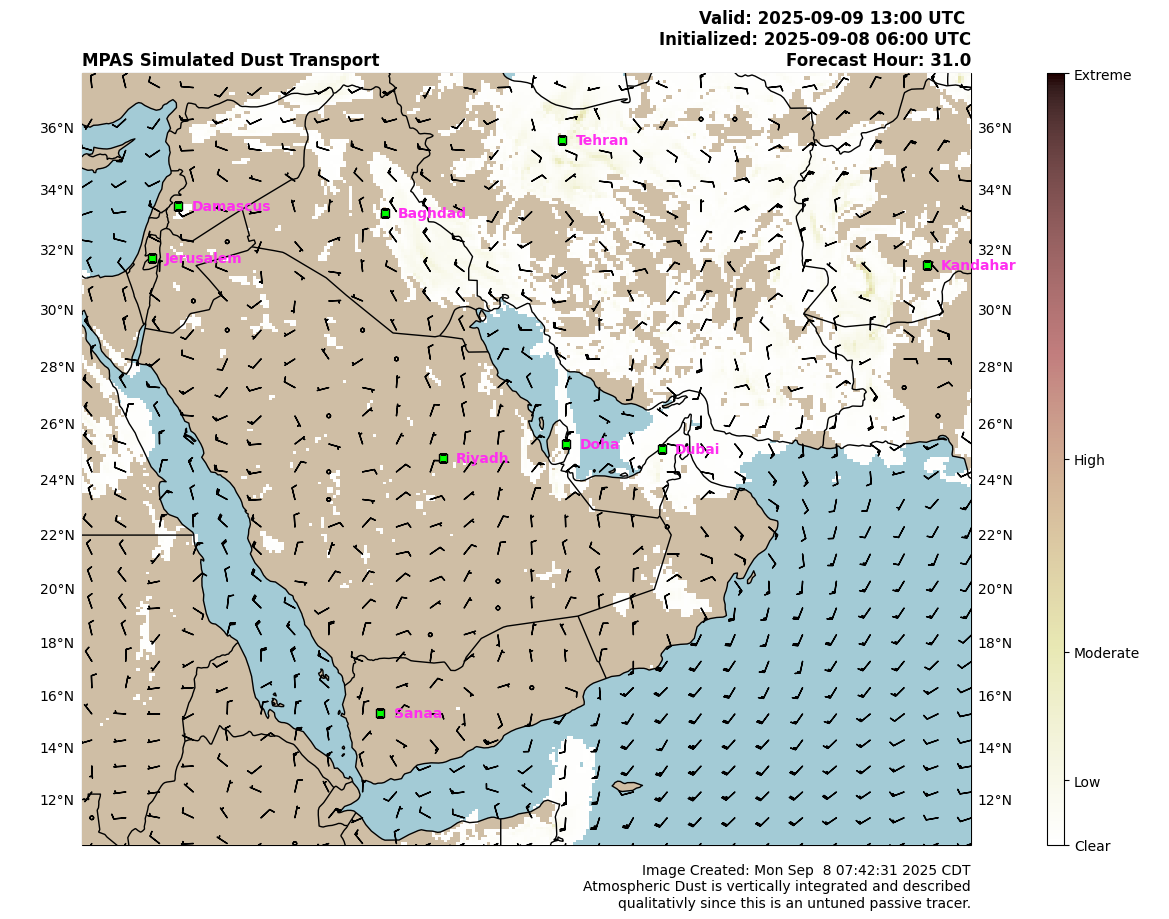 Valid: 2025-09-09 13:00 UTC
Initialized: 2025-09-08 06:00 UTC
MPAS Simulated Dust Transport Forecast Hour: 31.0
Extreme
36°N Tehran 36°N
34°N Damascus Baghdad 34°N
32°N Jerusalem 32°N
Kandahar
30°N 30°N
28°N 28°N
26°N 26°N
Doha Dubai
Riyadh High
24°N 24°N
22°N 22°N
20°N 20°N
18°N 18°N
Moderate
16°N 16°N
Sanaa
14°N 14°N
Low
12°N 12°N
Clear
Image Created: Mon Sep  8 07:42:31 2025 CDT
Atmospheric Dust is vertically integrated and described
qualitativly since this is an untuned passive tracer.